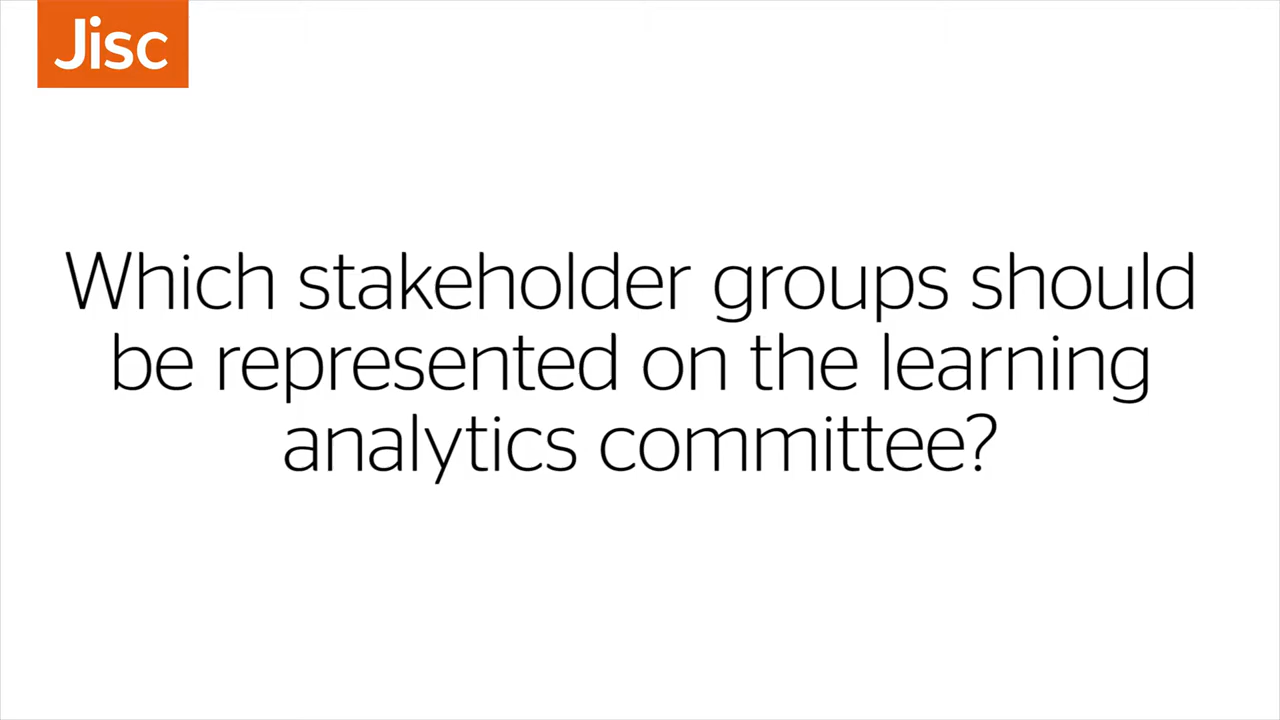 Jisc
Which stakeholder groups should
be represented on the learning
analytics committee?